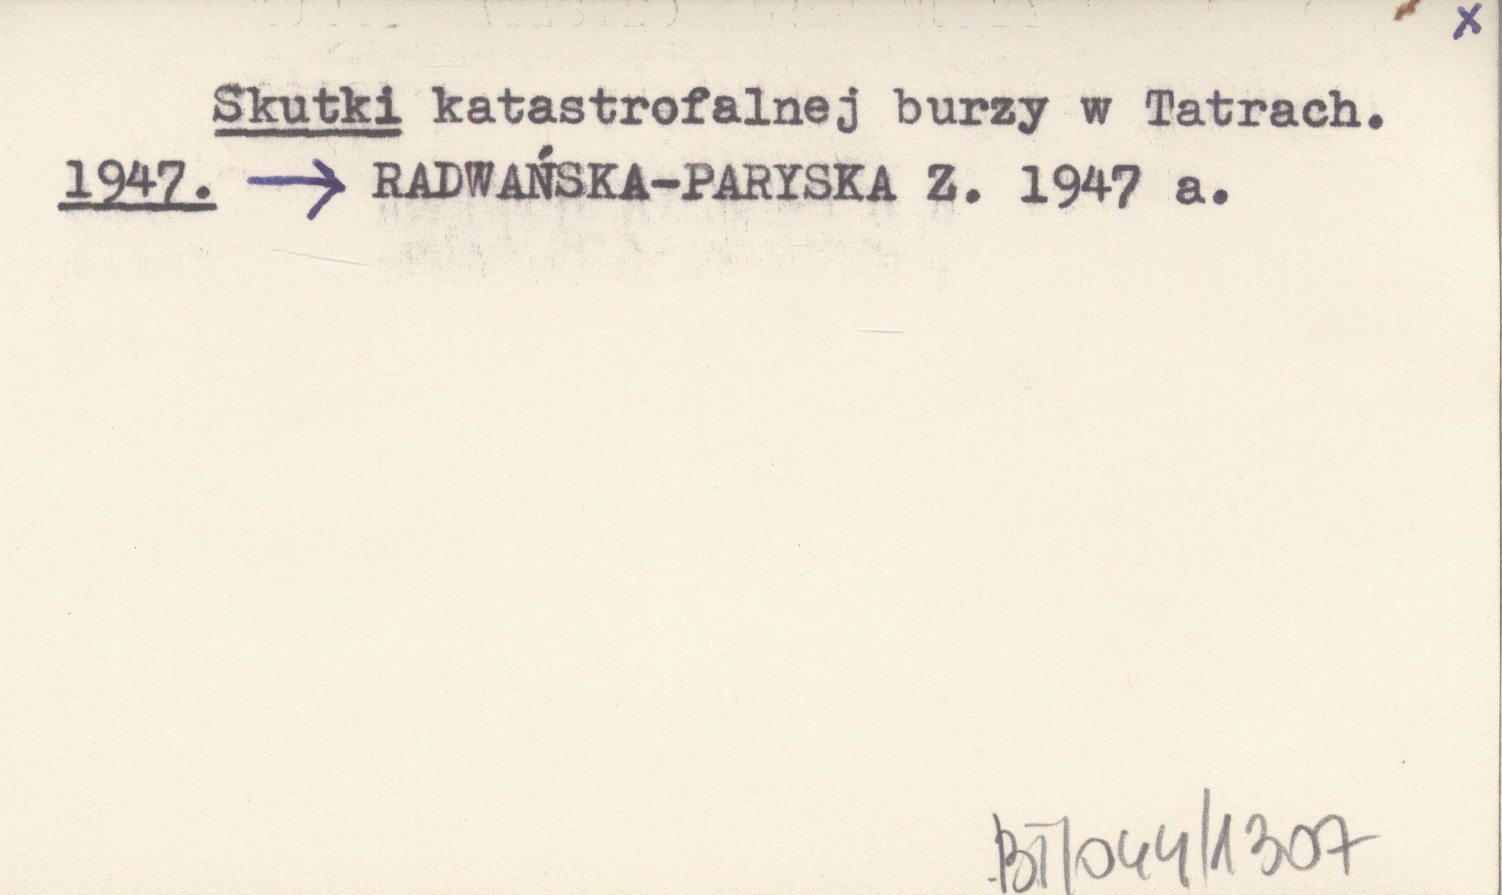 x
Skutki katastrofalnej burzy w Tatrach.
1947. → RADWAŃSKA-PARYSKA Z. 1947 a.
BT/044/1307